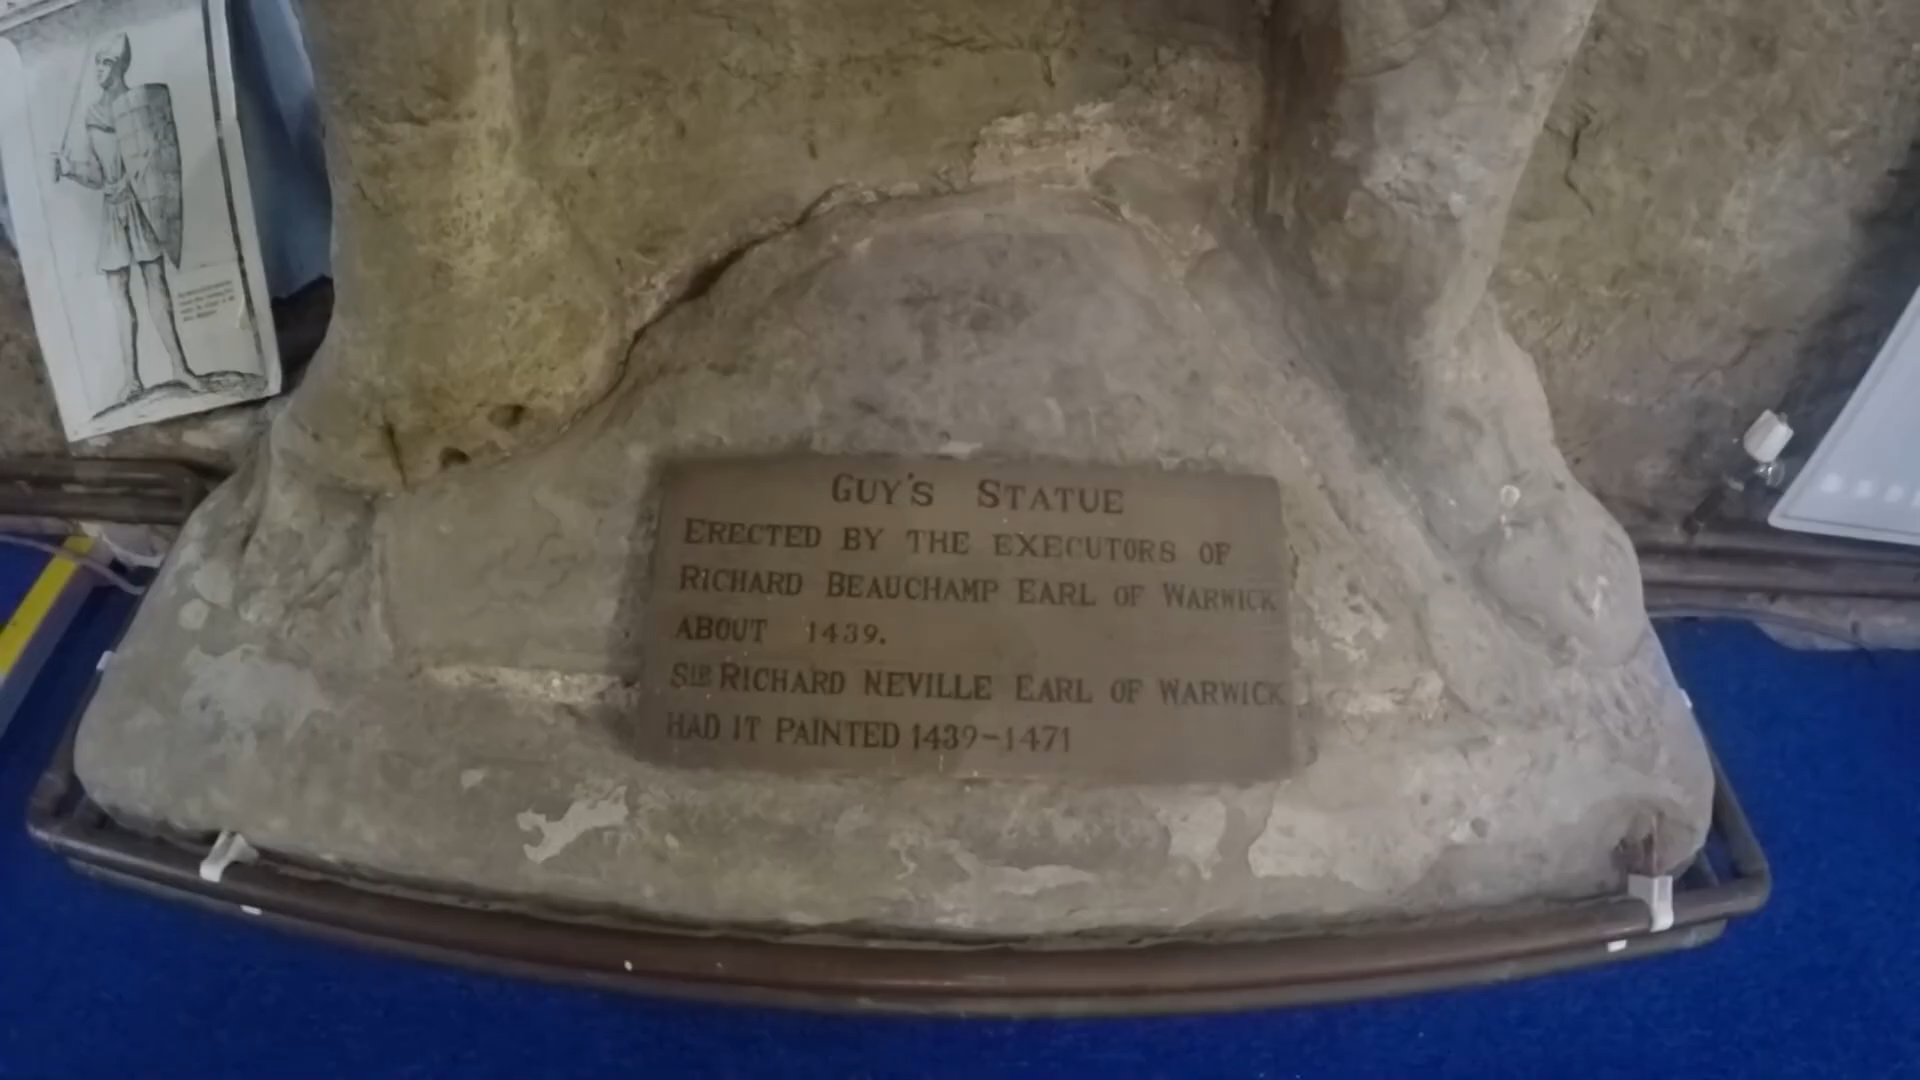 GUY'S STATUE
ERECTED BY THE EXECUTORS OF
RICHARD BEAUCHAMP EARL OF WARWICK
ABOUT 1439.
SIR RICHARD NEVILLE EARL OF WARWICK
HAD IT PAINTED 1439-1471